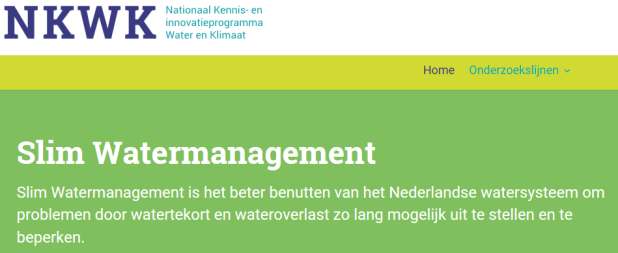 NKWK
Nationaal Kennis- en
innovatieprogramma
Water en Klimaat
Home Onderzoekslijnen
Slim Watermanagement
Slim Watermanagement is het beter benutten van het Nederlandse watersysteem om
problemen door watertekort en wateroverlast zo lang mogelijk uit te stellen en te
beperken.